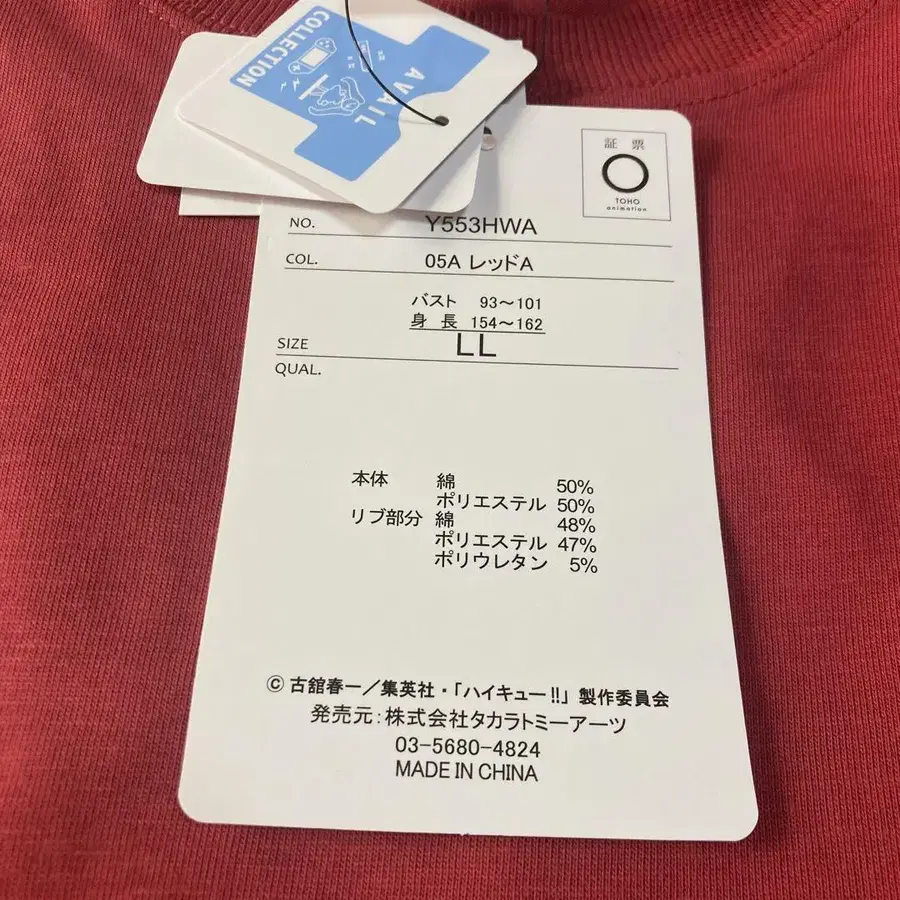 COLLECTION
AVAIL
証 票
TOHO
animation
NO. Y553HWA
COL. 05A レッドA
バスト 93〜101
身 長 154〜162
SIZE LL
QUAL.
本体 綿 50%
ポリエステル 50%
リブ部分 綿 48%
ポリエステル 47%
ポリウレタン 5%
© 古舘春一/集英社・「ハイキュー!!」製作委員会
発売元:株式会社タカラトミーアーツ
03-5680-4824
MADE IN CHINA